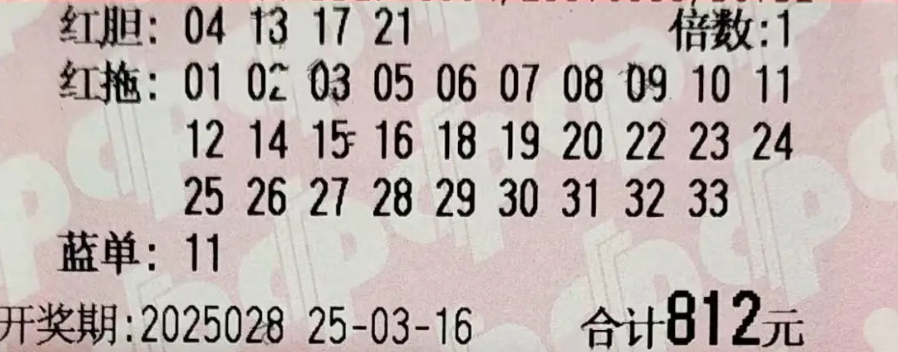 红胆: 04 13 17 21 倍数:1
红拖: 01 02 03 05 06 07 08 09 10 11
12 14 15 16 18 19 20 22 23 24
25 26 27 28 29 30 31 32 33
蓝单: 11
开奖期:2025028 25-03-16 合计812元